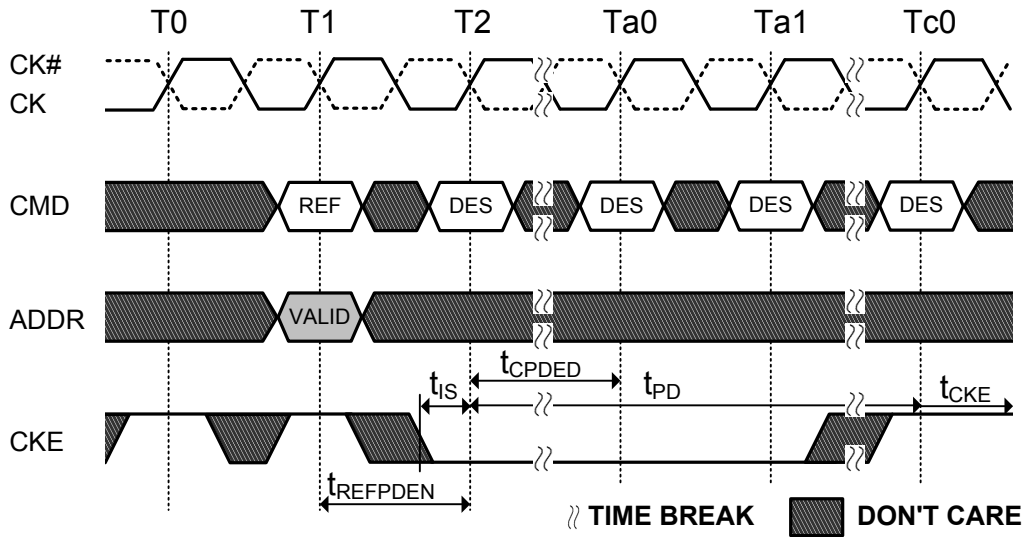 T0 T1 T2 Ta0 Ta1 Tc0
CK#
CK
CMD REF DES DES DES DES
ADDR VALID
tCPDED
tIS tPD tCKE
CKE
tREFPDEN
TIME BREAK DON'T CARE